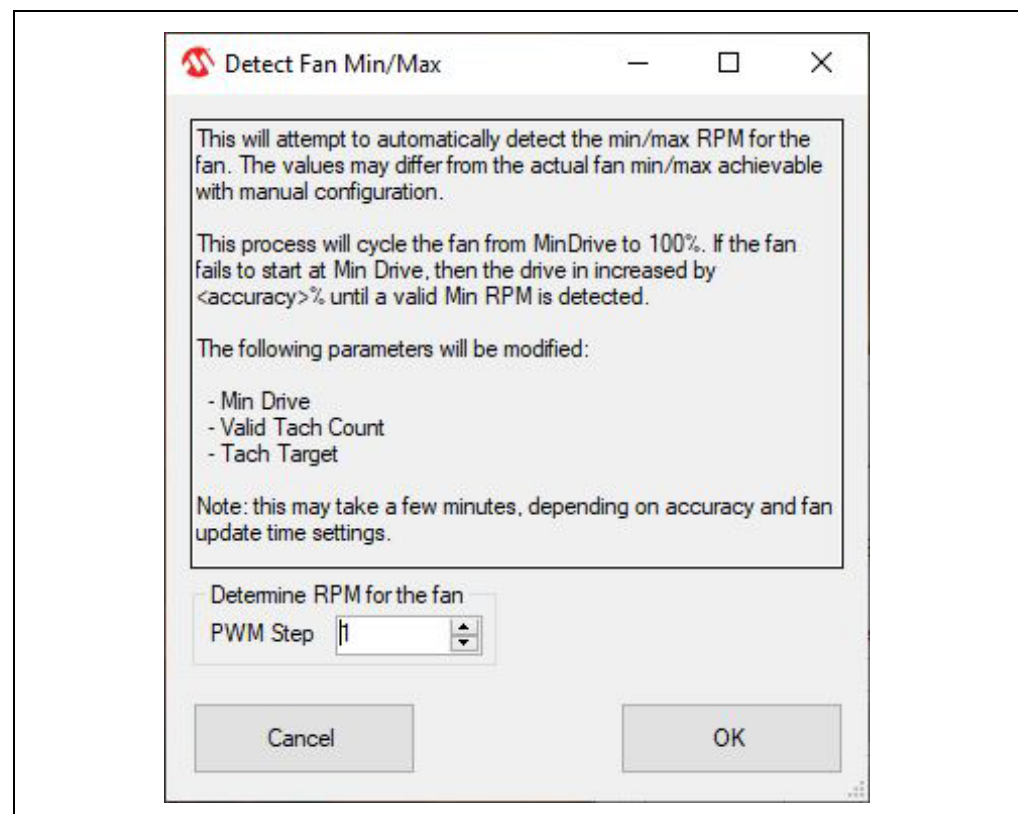 Detect Fan Min/Max
This will attempt to automatically detect the min/max RPM for the
fan. The values may differ from the actual fan min/max achievable
with manual configuration.
This process will cycle the fan from MinDrive to 100%. If the fan
fails to start at Min Drive, then the drive in increased by
<accuracy>% until a valid Min RPM is detected.
The following parameters will be modified:
- Min Drive
- Valid Tach Count
- Tach Target
Note: this may take a few minutes, depending on accuracy and fan
update time settings.
Determine RPM for the fan
PWM Step 1
Cancel OK